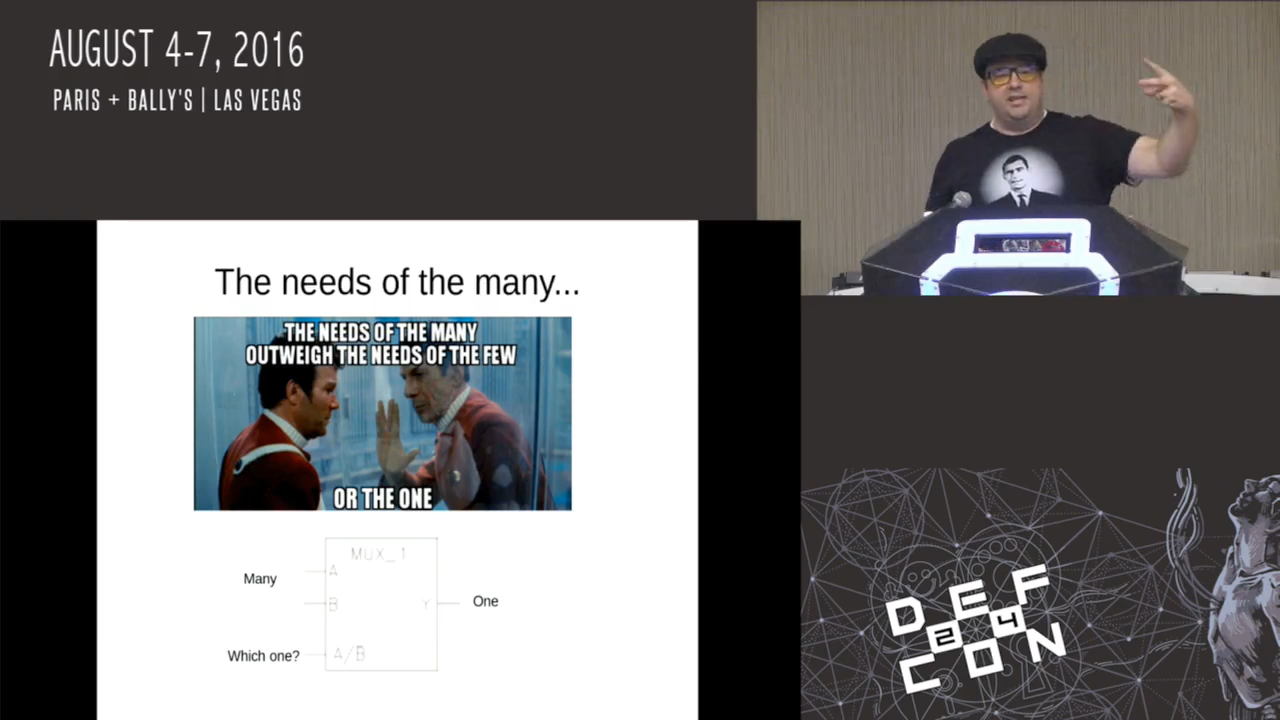 AUGUST 4-7, 2016
PARIS + BALLY'S | LAS VEGAS
The needs of the many...
THE NEEDS OF THE MANY
OUTWEIGH THE NEEDS OF THE FEW
OR THE ONE
MUX_1
Many
A
B
Y
One
Which one?
A/B
DEF
24
CON